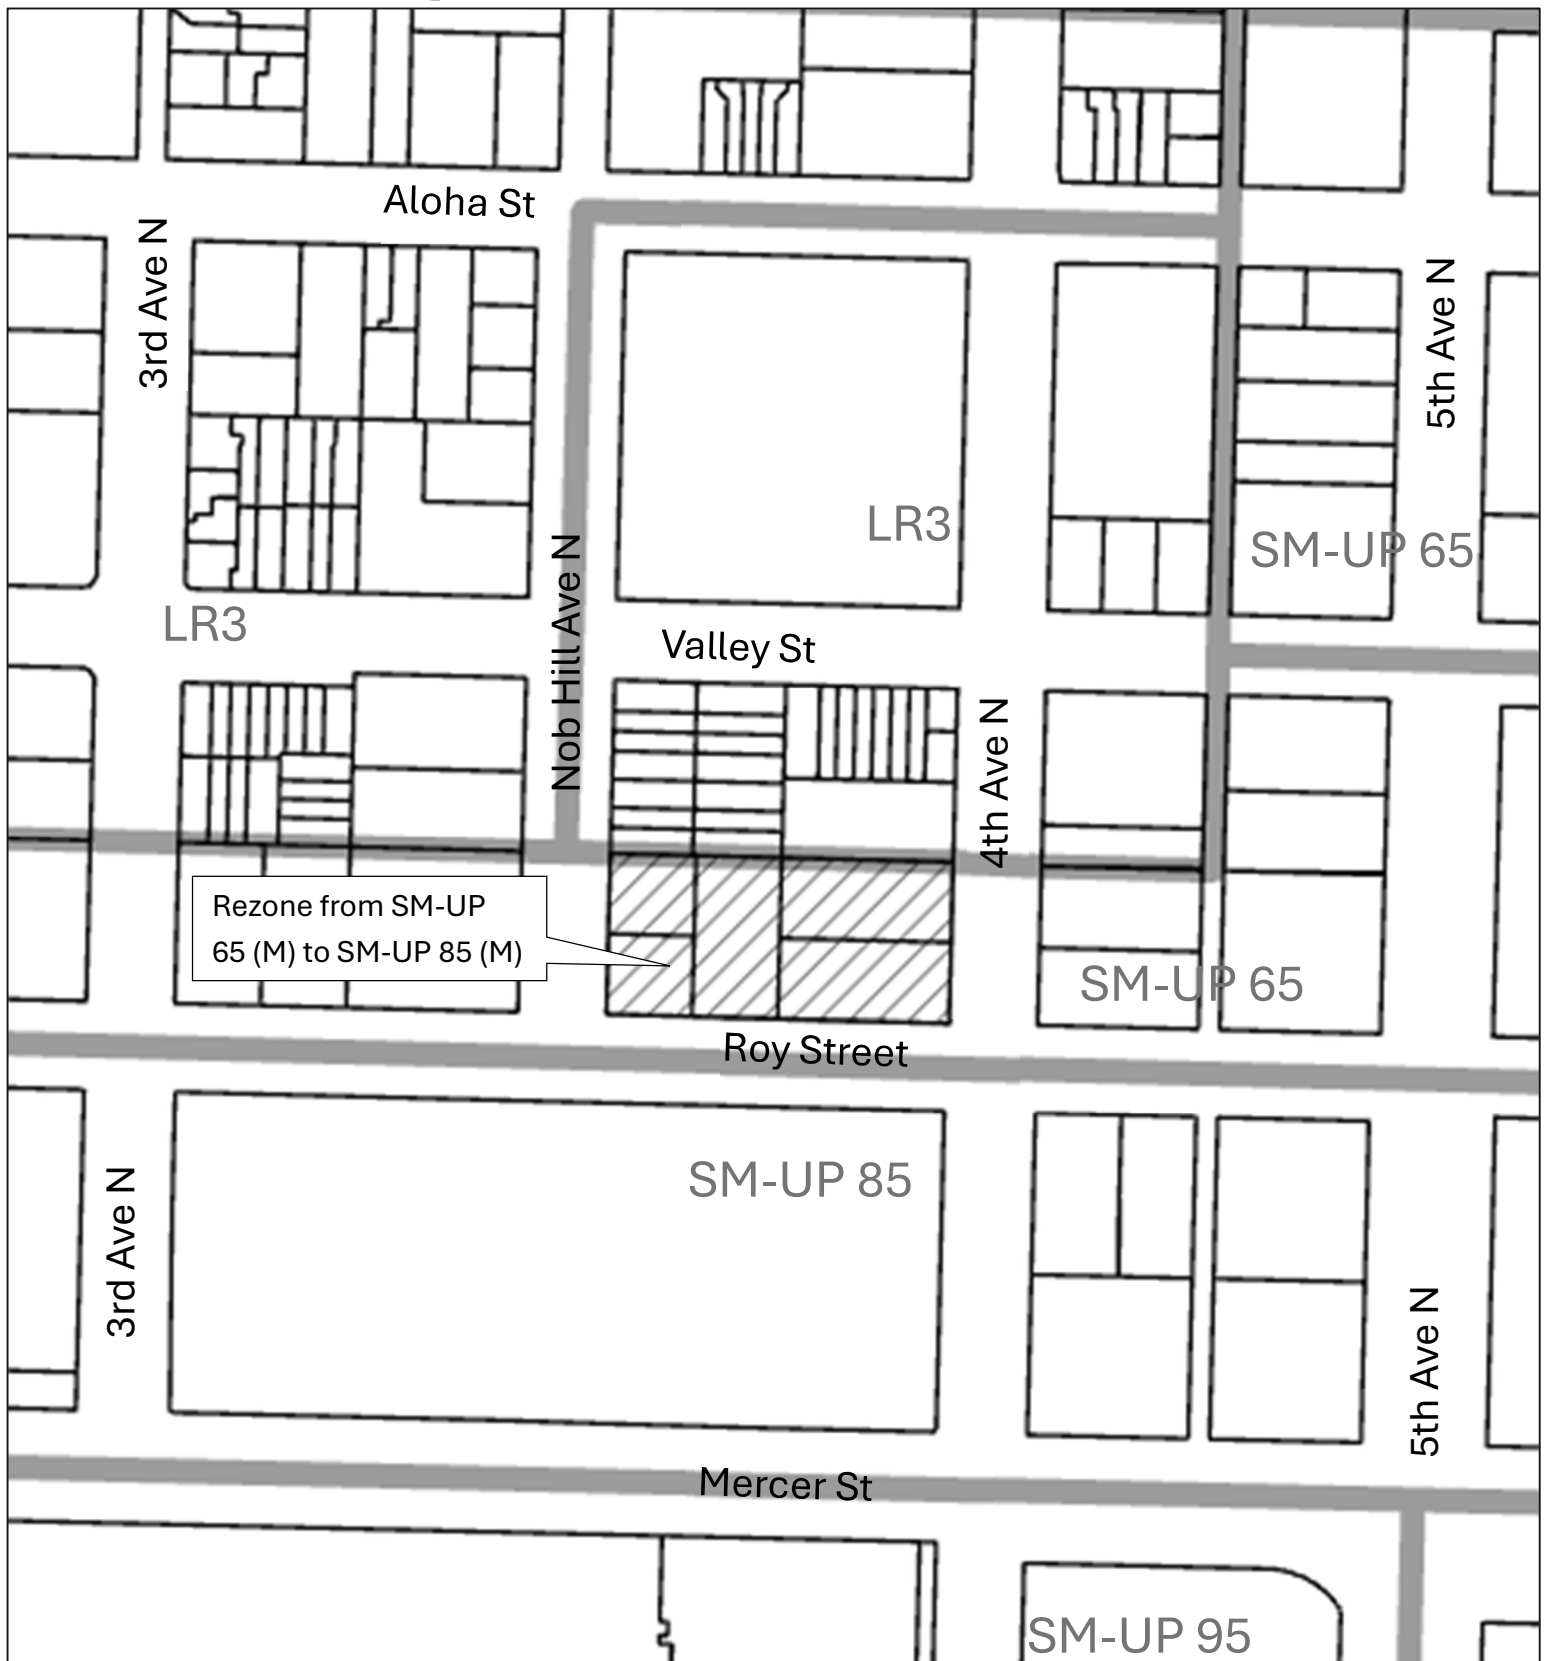 Aloha St
3rd Ave N
5th Ave N
LR3
SM-UP 65
Nob Hill Ave N
LR3
Valley St
4th Ave N
Rezone from SM-UP
65 (M) to SM-UP 85 (M)
SM-UP 65
Roy Street
SM-UP 85
3rd Ave N
5th Ave N
Mercer St
SM-UP 95